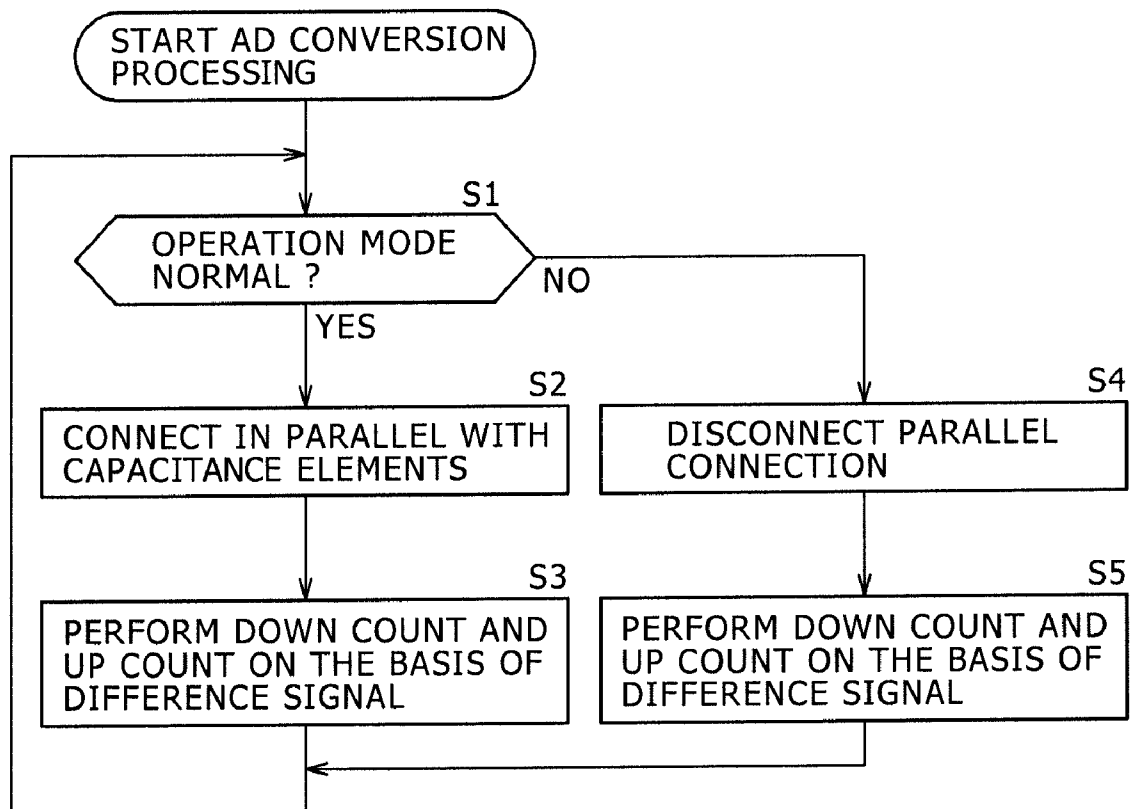 START AD CONVERSION
PROCESSING
S1
OPERATION MODE
NORMAL ?
NO
YES
S2
CONNECT IN PARALLEL WITH
CAPACITANCE ELEMENTS
S4
DISCONNECT PARALLEL
CONNECTION
S3
PERFORM DOWN COUNT AND
UP COUNT ON THE BASIS OF
DIFFERENCE SIGNAL
S5
PERFORM DOWN COUNT AND
UP COUNT ON THE BASIS OF
DIFFERENCE SIGNAL